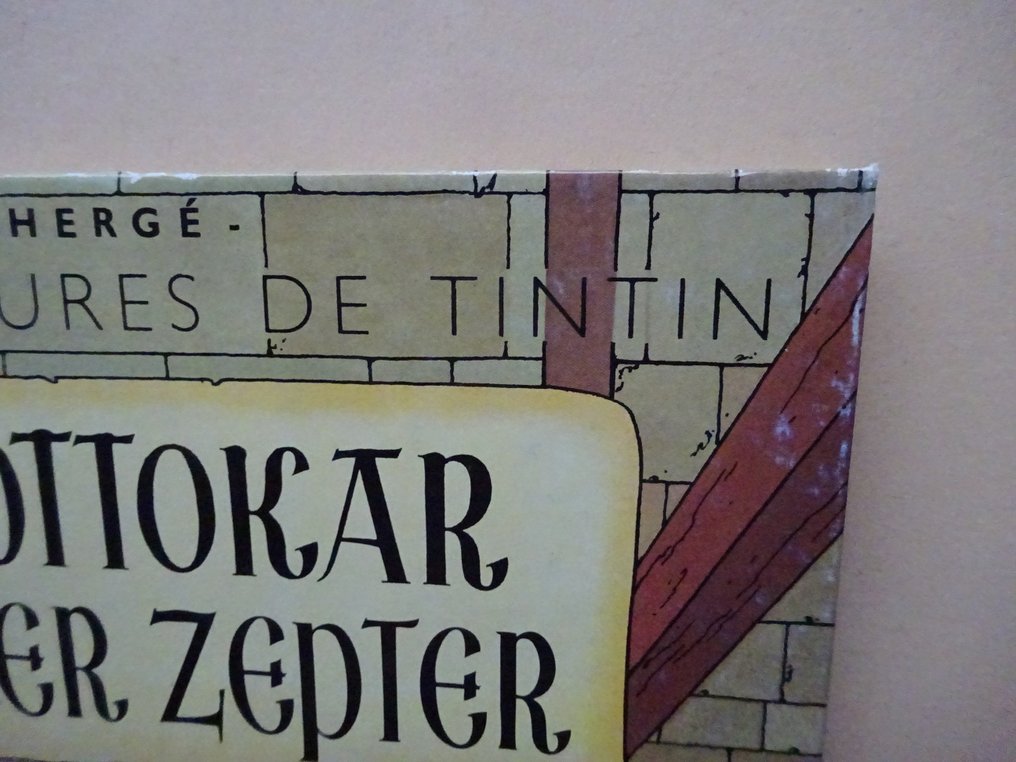 HERGÉ -
URES DE TINTIN
OTTOKAR
ER ZEPTER